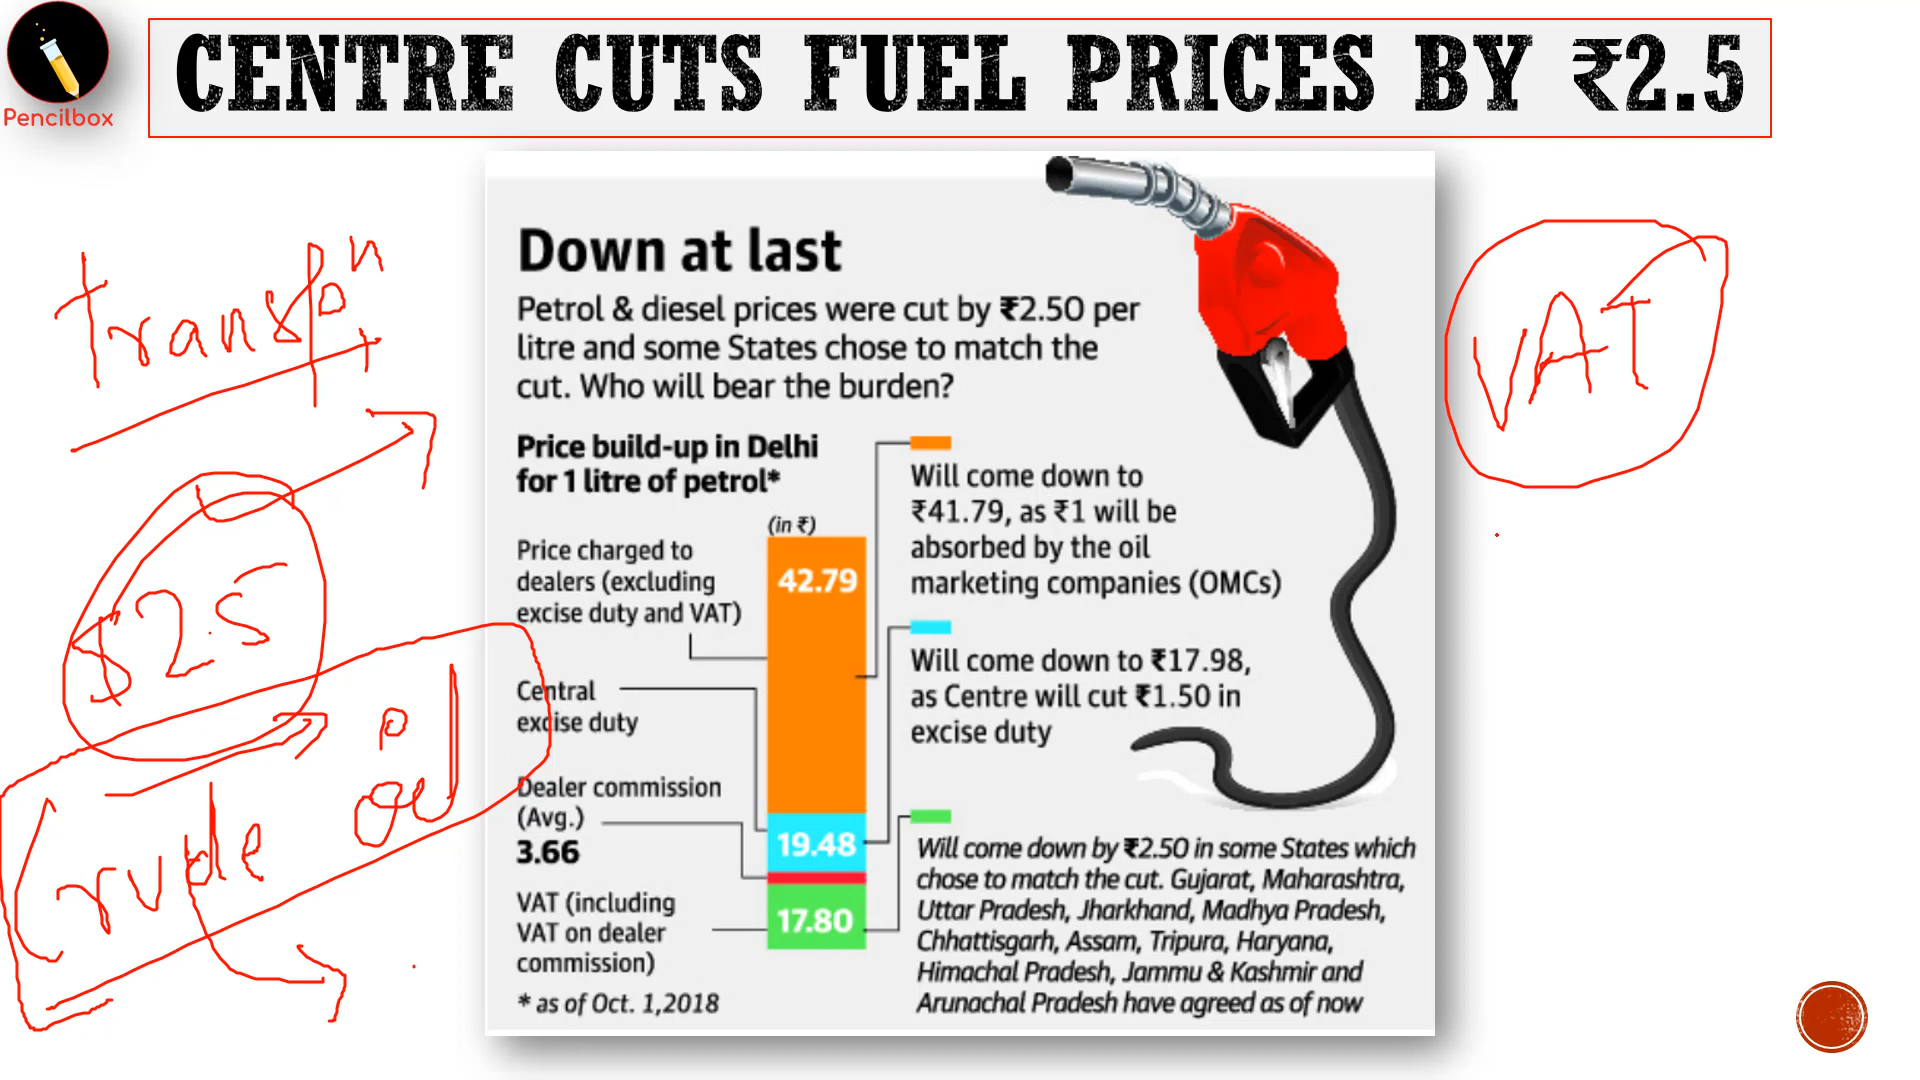 CENTRE CUTS FUEL PRICES BY ₹2.5
Pencilbox
Down at last
Petrol & diesel prices were cut by ₹2.50 per
litre and some States chose to match the
cut. Who will bear the burden?
Price build-up in Delhi
for 1 litre of petrol*
(in ₹)
Price charged to
dealers (excluding
excise duty and VAT)
42.79
Central
excise duty
19.48
Dealer commission
(Avg.)
3.66
VAT (including
VAT on dealer
commission)
17.80
* as of Oct. 1,2018
Will come down to
₹41.79, as ₹1 will be
absorbed by the oil
marketing companies (OMCs)
Will come down to ₹17.98,
as Centre will cut ₹1.50 in
excise duty
Will come down by ₹2.50 in some States which
chose to match the cut. Gujarat, Maharashtra,
Uttar Pradesh, Jharkhand, Madhya Pradesh,
Chhattisgarh, Assam, Tripura, Haryana,
Himachal Pradesh, Jammu & Kashmir and
Arunachal Pradesh have agreed as of now
VAT
Crude oil